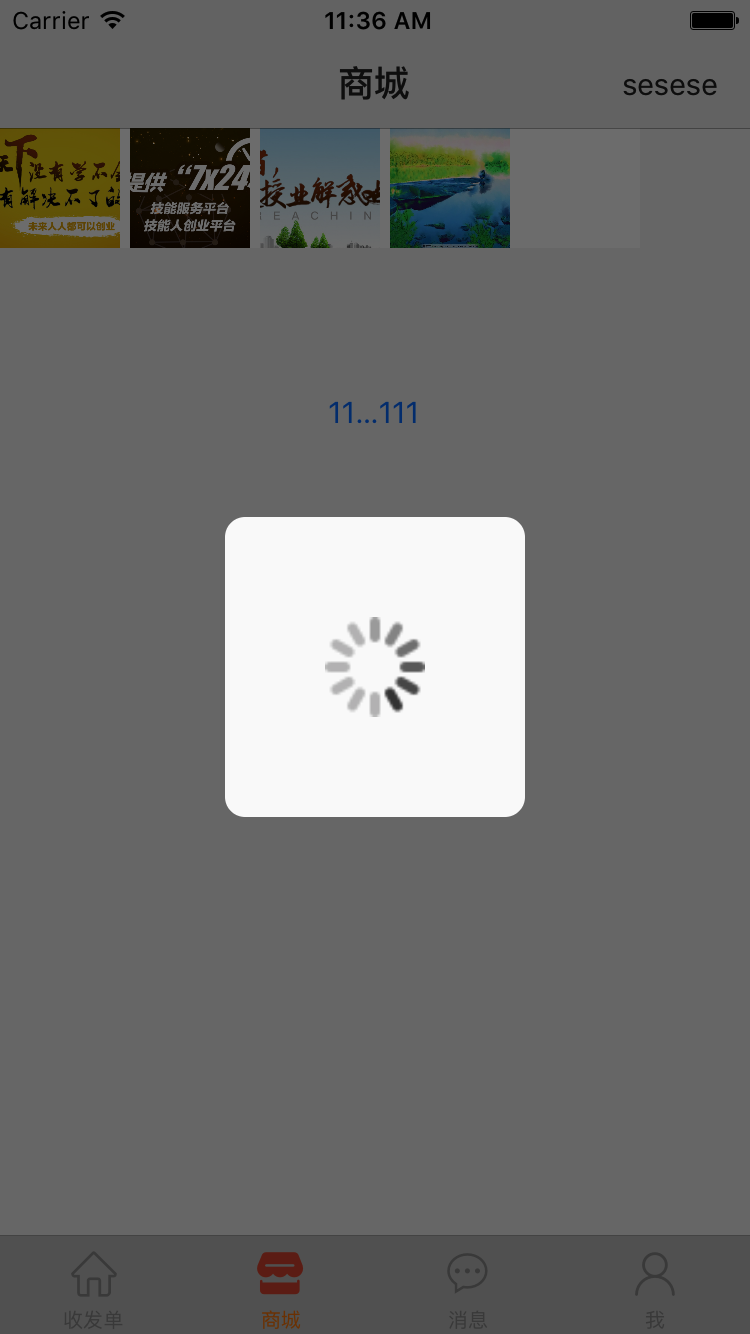 Carrier 11:36 AM
商城 sesese
天下没有学不会
有解决不了的
未来人人都可以创业
提供 “7x24
技能服务平台
技能人创业平台
授业解惑
EACHIN
11...111
收发单 商城 消息 我